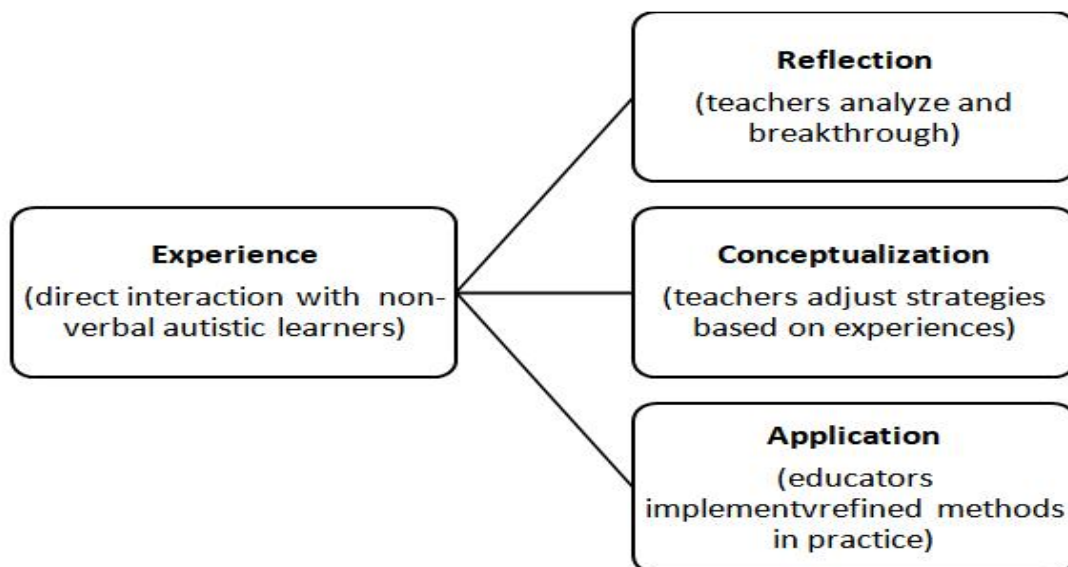 Experience
(direct interaction with non-
verbal autistic learners)
Reflection
(teachers analyze and
breakthrough)
Conceptualization
(teachers adjust strategies
based on experiences)
Application
(educators
implementvrefined methods
in practice)